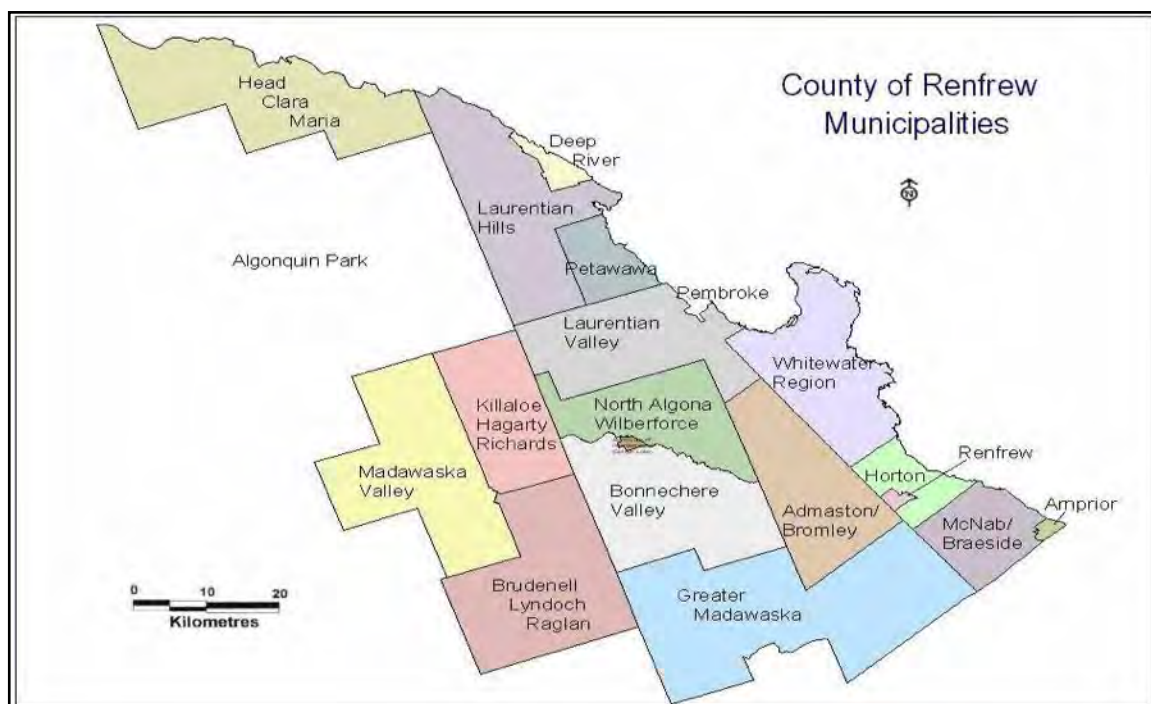 County of Renfrew
Municipalities
Head
Clara
Maria
Deep
River
Laurentian
Hills
Algonquin Park
Petawawa
Pembroke
Laurentian
Valley
Whitewater
Region
Killaloe
Hagarty
Richards
North Algona
Wilberforce
Madawaska
Valley
Bonnechere
Valley
Admaston/
Bromley
Horton
Renfrew
McNab/
Braeside
Arnprior
Brudenell
Lyndoch
Raglan
Greater
Madawaska
0 10 20
Kilometres